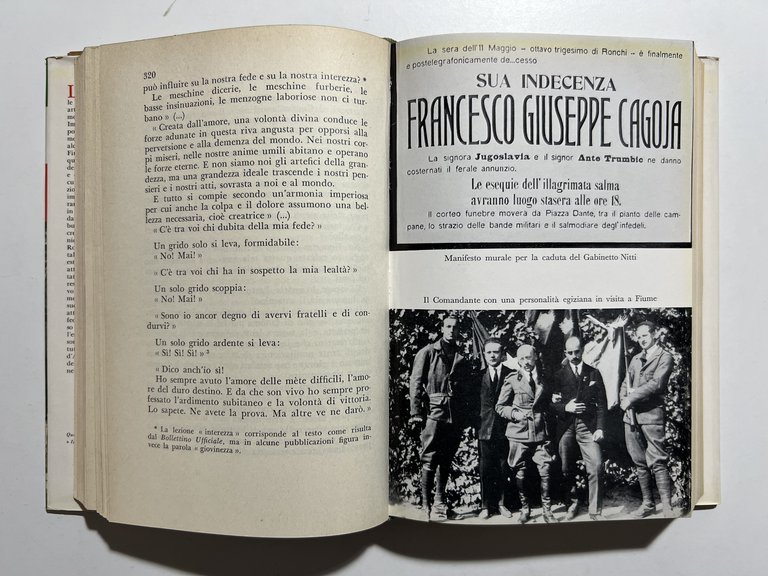 320
può influire su la nostra fede e su la nostra interezza? *
Le meschine dicerie, le meschine furberie, le
basse insinuazioni, le menzogne laboriose non ci tur-
bano » (...)
« Creata dall'amore, una volontà divina conduce le
forze adunate in questa riva angusta per opporsi alla
perversione e alla demenza del mondo. Nei nostri cor-
pi miseri, nelle nostre anime umili abitano e operano
le forze eterne. E non siamo noi gli artefici della gran-
dezza, ma una grandezza ideale trascende i nostri pen-
sieri e i nostri atti, sovrasta a noi e al mondo.
E tutto si compie secondo un'armonia imperiosa
per cui anche la colpa e il dolore assumono una bel-
lezza necessaria, cioè creatrice » (...)
« C'è tra voi chi dubita della mia fede? »
Un grido solo si leva, formidabile:
« No! Mai! »
« C'è tra voi chi ha in sospetto la mia lealtà? »
Un solo grido scoppia:
« No! Mai! »
« Sono io ancor degno di avervi fratelli e di con-
durvi? »
Un solo grido ardente si leva:
« Sì! Sì! Sì! » ³
« Dico anch'io sì!
Ho sempre avuto l'amore delle mète difficili, l'amo-
re del duro destino. E da che son vivo ho sempre pro-
fessato l'ardimento subitaneo e la volontà di vittoria.
Lo sapete. Ne avete la prova. Ma altre ve ne darò. »
* La lezione « interezza » corrisponde al testo come risulta
dal Bollettino Ufficiale, ma in alcune pubblicazioni figura in-
vece la parola « giovinezza ».
La sera dell'11 Maggio - ottavo trigesimo di Ronchi - è finalmente
e postelegrafonicamente de...cesso
SUA INDECENZA
FRANCESCO GIUSEPPE CAGOJA
La signora Jugoslavia e il signor Ante Trumbic ne danno
costernati il ferale annunzio.
Le esequie dell'illagrimata salma
avranno luogo stasera alle ore 18.
Il corteo funebre moverà da Piazza Dante, tra il pianto delle cam-
pane, lo strazio delle bande militari e il salmodiare degl'infedeli.
Manifesto murale per la caduta del Gabinetto Nitti
Il Comandante con una personalità egiziana in visita a Fiume